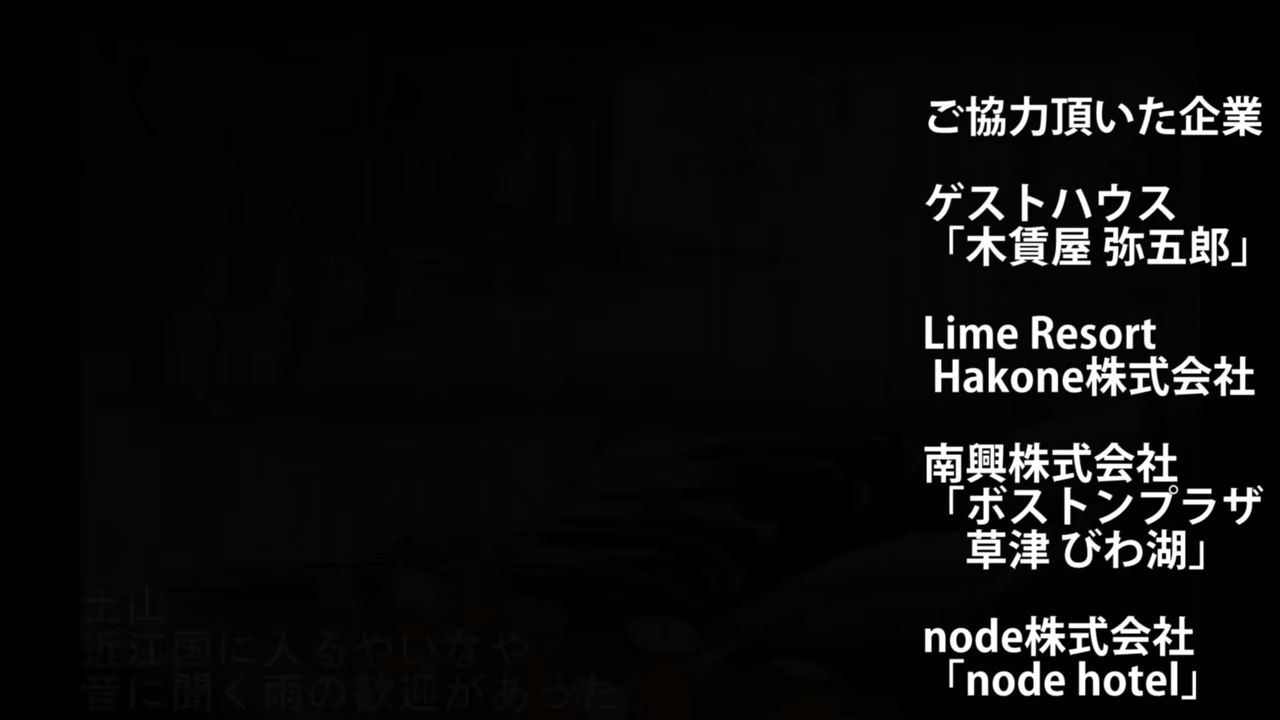 ご協力頂いた企業
ゲストハウス
「木賃屋 弥五郎」
Lime Resort
Hakone株式会社
南興株式会社
「ボストンプラザ
草津 びわ湖」
node株式会社
「node hotel」
土山
近江国に入るやいなや
音に聞く雨の歓迎があった